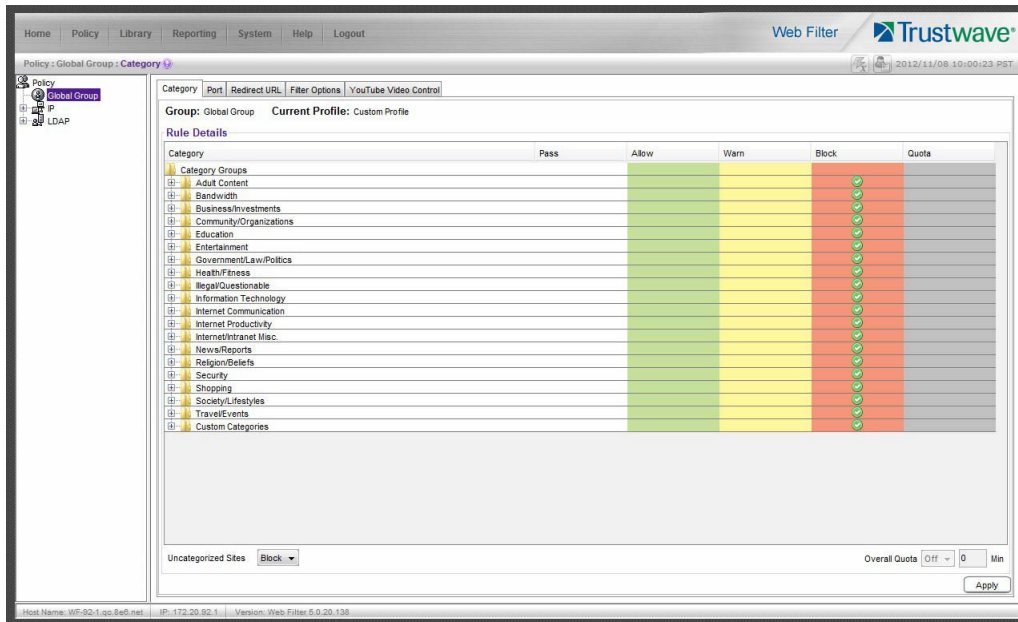 Home Policy Library Reporting System Help Logout Web Filter Trustwave®
Policy : Global Group : Category 2012/11/08 10:00:23 PST
Policy
Global Group
IP
LDAP
Category Port Redirect URL Filter Options YouTube Video Control
Group: Global Group Current Profile: Custom Profile
Rule Details
Category Pass Allow Warn Block Quota
Category Groups
Adult Content
Bandwidth
Business/Investments
Community/Organizations
Education
Entertainment
Government/Law/Politics
Health/Fitness
Illegal/Questionable
Information Technology
Internet Communication
Internet Productivity
Internet/Intranet Misc.
News/Reports
Religion/Beliefs
Security
Shopping
Society/Lifestyles
Travel/Events
Custom Categories
Uncategorized Sites Block Overall Quota Off 0 Min
Apply
Host Name: WF-92-1.qc.8e6.net IP: 172.20.92.1 Version: Web Filter 5.0.20.138